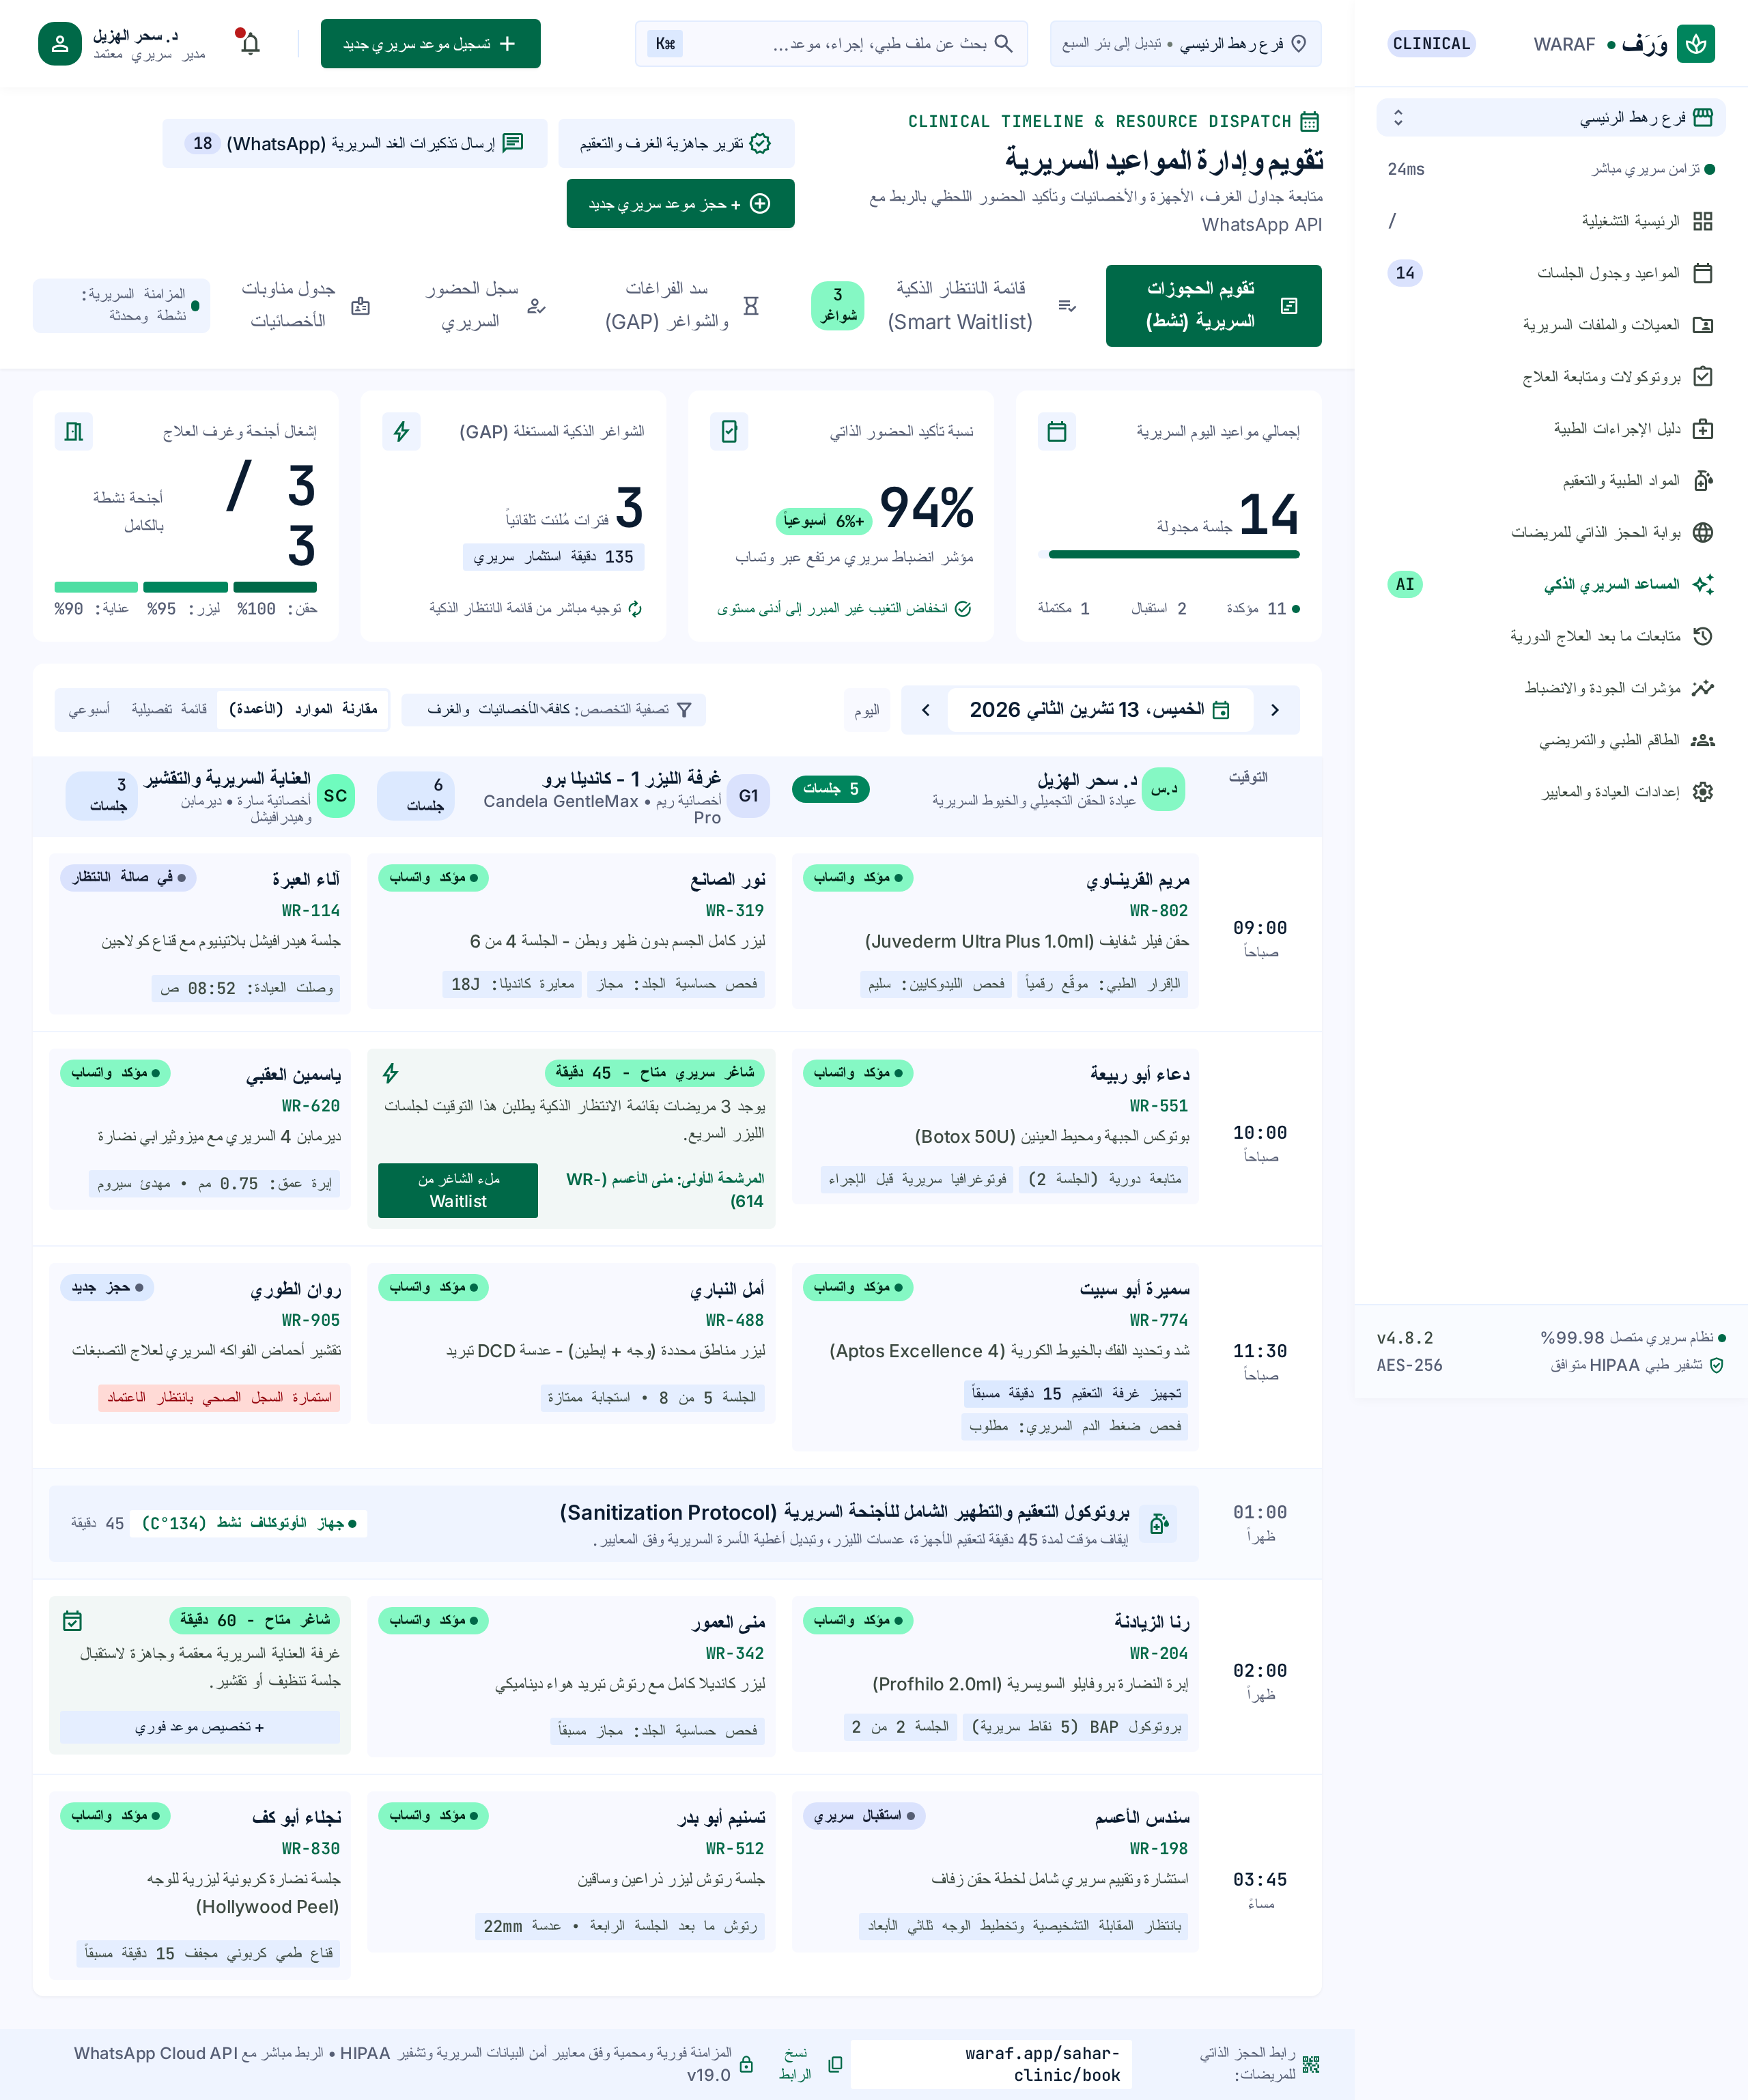 وَرَف • WARAF CLINICAL
فرع رهط الرئيسي
تزامن سريري مباشر 24ms
الرئيسية التشغيلية /
المواعيد وجدول الجلسات 14
العميلات والملفات السريرية
بروتوكولات ومتابعة العلاج
دليل الإجراءات الطبية
المواد الطبية والتعقيم
بوابة الحجز الذاتي للمريضات
المساعد السريري الذكي AI
متابعات ما بعد العلاج الدورية
مؤشرات الجودة والانضباط
الطاقم الطبي والتمريضي
إعدادات العيادة والمعايير
نظام سريري متصل 99.98% v4.8.2
تشفير طبي HIPAA متوافق AES-256
فرع رهط الرئيسي • تبديل إلى بئر السبع
بحث عن ملف طبي، إجراء، موعد... ⌘K
+ تسجيل موعد سريري جديد
د. سحر الهزيل
مدير سريري معتمد
CLINICAL TIMELINE & RESOURCE DISPATCH
تقويم وإدارة المواعيد السريرية
متابعة جداول الغرف، الأجهزة والأخصائيات وتأكيد الحضور اللحظي بالربط مع
WhatsApp API
تقرير جاهزية الغرف والتعقيم
إرسال تذكيرات الغد السريرية (WhatsApp) 18
+ حجز موعد سريري جديد
تقويم الحجوزات
السريرية (نشط)
قائمة الانتظار الذكية
(Smart Waitlist)
3
شواغر
سد الفراغات
والشواغر (GAP)
سجل الحضور
السريري
جدول مناوبات
الأخصائيات
المزامنة السريرية:
نشطة ومحدثة
إجمالي مواعيد اليوم السريرية
14 جلسة مجدولة
11 مؤكدة 2 استقبال 1 مكتملة
نسبة تأكيد الحضور الذاتي
94% +6% أسبوعياً
مؤشر انضباط سريري مرتفع عبر وتساب
انخفاض التغيب غير المبرر إلى أدنى مستوى
الشواغر الذكية المستغلة (GAP)
3 فترات مُلئت تلقائياً
135 دقيقة استثمار سريري
توجيه مباشر من قائمة الانتظار الذكية
إشغال أجنحة وغرف العلاج
3 /
3
أجنحة نشطة
بالكامل
حقن: 100% ليزر: 95% عناية: 90%
الخميس، 13 تشرين الثاني 2026
اليوم
تصفية التخصص: كافة الأخصائيات والغرف
مقارنة الموارد (الأعمدة) قائمة تفصيلية أسبوعي
التوقيت
د.س
د. سحر الهزيل
عيادة الحقن التجميلي والخيوط السريرية
5 جلسات
G1
غرفة الليزر 1 - كانديلا برو
أخصائية ريم • Candela GentleMax
Pro
6
جلسات
SC
العناية السريرية والتقشير
أخصائية سارة • ديرمابن
وهيدرافيشل
3
جلسات
09:00
صباحاً
مريم القريناوي مؤكد واتساب
WR-802
حقن فيلر شفايف (Juvederm Ultra Plus 1.0ml)
الإقرار الطبي: موقّع رقمياً فحص الليدوكايين: سليم
نور الصانع مؤكد واتساب
WR-319
ليزر كامل الجسم بدون ظهر وبطن - الجلسة 4 من 6
فحص حساسية الجلد: مجاز معايرة كانديلا: 18J
آلاء العبرة في صالة الانتظار
WR-114
جلسة هيدرافيشل بلاتينيوم مع قناع كولاجين
وصلت العيادة: 08:52 ص
10:00
صباحاً
دعاء أبو ربيعة مؤكد واتساب
WR-551
بوتوكس الجبهة ومحيط العينين (Botox 50U)
متابعة دورية (الجلسة 2) فوتوغرافيا سريرية قبل الإجراء
شاغر سريري متاح - 45 دقيقة
يوجد 3 مريضات بقائمة الانتظار الذكية يطلبن هذا التوقيت لجلسات
الليزر السريع.
المرشحة الأولى: منى الأعسم (WR-
614)
ملء الشاغر من
Waitlist
ياسمين العقبي مؤكد واتساب
WR-620
ديرمابن 4 السريري مع ميزوثيرابي نضارة
إبرة عمق: 0.75 مم • مهدئ سيروم
11:30
صباحاً
سميرة أبو سبيت مؤكد واتساب
WR-774
شد وتحديد الفك بالخيوط الكورية (Aptos Excellence 4)
تجهيز غرفة التعقيم 15 دقيقة مسبقاً
فحص ضغط الدم السريري: مطلوب
أمل النباري مؤكد واتساب
WR-488
ليزر مناطق محددة (وجه + إبطين) - عدسة DCD تبريد
الجلسة 5 من 8 • استجابة ممتازة
روان الطوري حجز جديد
WR-905
تقشير أحماض الفواكه السريري لعلاج التصبغات
استمارة السجل الصحي بانتظار الاعتماد
01:00
ظهراً
بروتوكول التعقيم والتطهير الشامل للأجنحة السريرية (Sanitization Protocol)
إيقاف مؤقت لمدة 45 دقيقة لتعقيم الأجهزة، عدسات الليزر، وتبديل أغطية الأسرة السريرية وفق المعايير.
جهاز الأوتوكلاف نشط (134°C) 45 دقيقة
02:00
ظهراً
رنا الزيادنة مؤكد واتساب
WR-204
إبرة النضارة بروفايلو السويسرية (Profhilo 2.0ml)
بروتوكول BAP (5 نقاط سريرية) الجلسة 2 من 2
منى العمور مؤكد واتساب
WR-342
ليزر كانديلا كامل مع رتوش تبريد هواء ديناميكي
فحص حساسية الجلد: مجاز مسبقاً
شاغر متاح - 60 دقيقة
غرفة العناية السريرية معقمة وجاهزة لاستقبال
جلسة تنظيف أو تقشير.
+ تخصيص موعد فوري
03:45
مساءً
سندس الأعسم استقبال سريري
WR-198
استشارة وتقييم سريري شامل لخطة حقن زفاف
بانتظار المقابلة التشخيصية وتخطيط الوجه ثلاثي الأبعاد
تسنيم أبو بدر مؤكد واتساب
WR-512
جلسة رتوش ليزر ذراعين وساقين
رتوش ما بعد الجلسة الرابعة • عدسة 22mm
نجلاء أبو كف مؤكد واتساب
WR-830
جلسة نضارة كربونية ليزرية للوجه
(Hollywood Peel)
قناع طمي كربوني مجفف 15 دقيقة مسبقاً
رابط الحجز الذاتي
للمريضات:
waraf.app/sahar-
clinic/book
نسخ
الرابط
المزامنة فورية ومحمية وفق معايير أمن البيانات السريرية وتشفير HIPAA • الربط مباشر مع WhatsApp Cloud API
v19.0